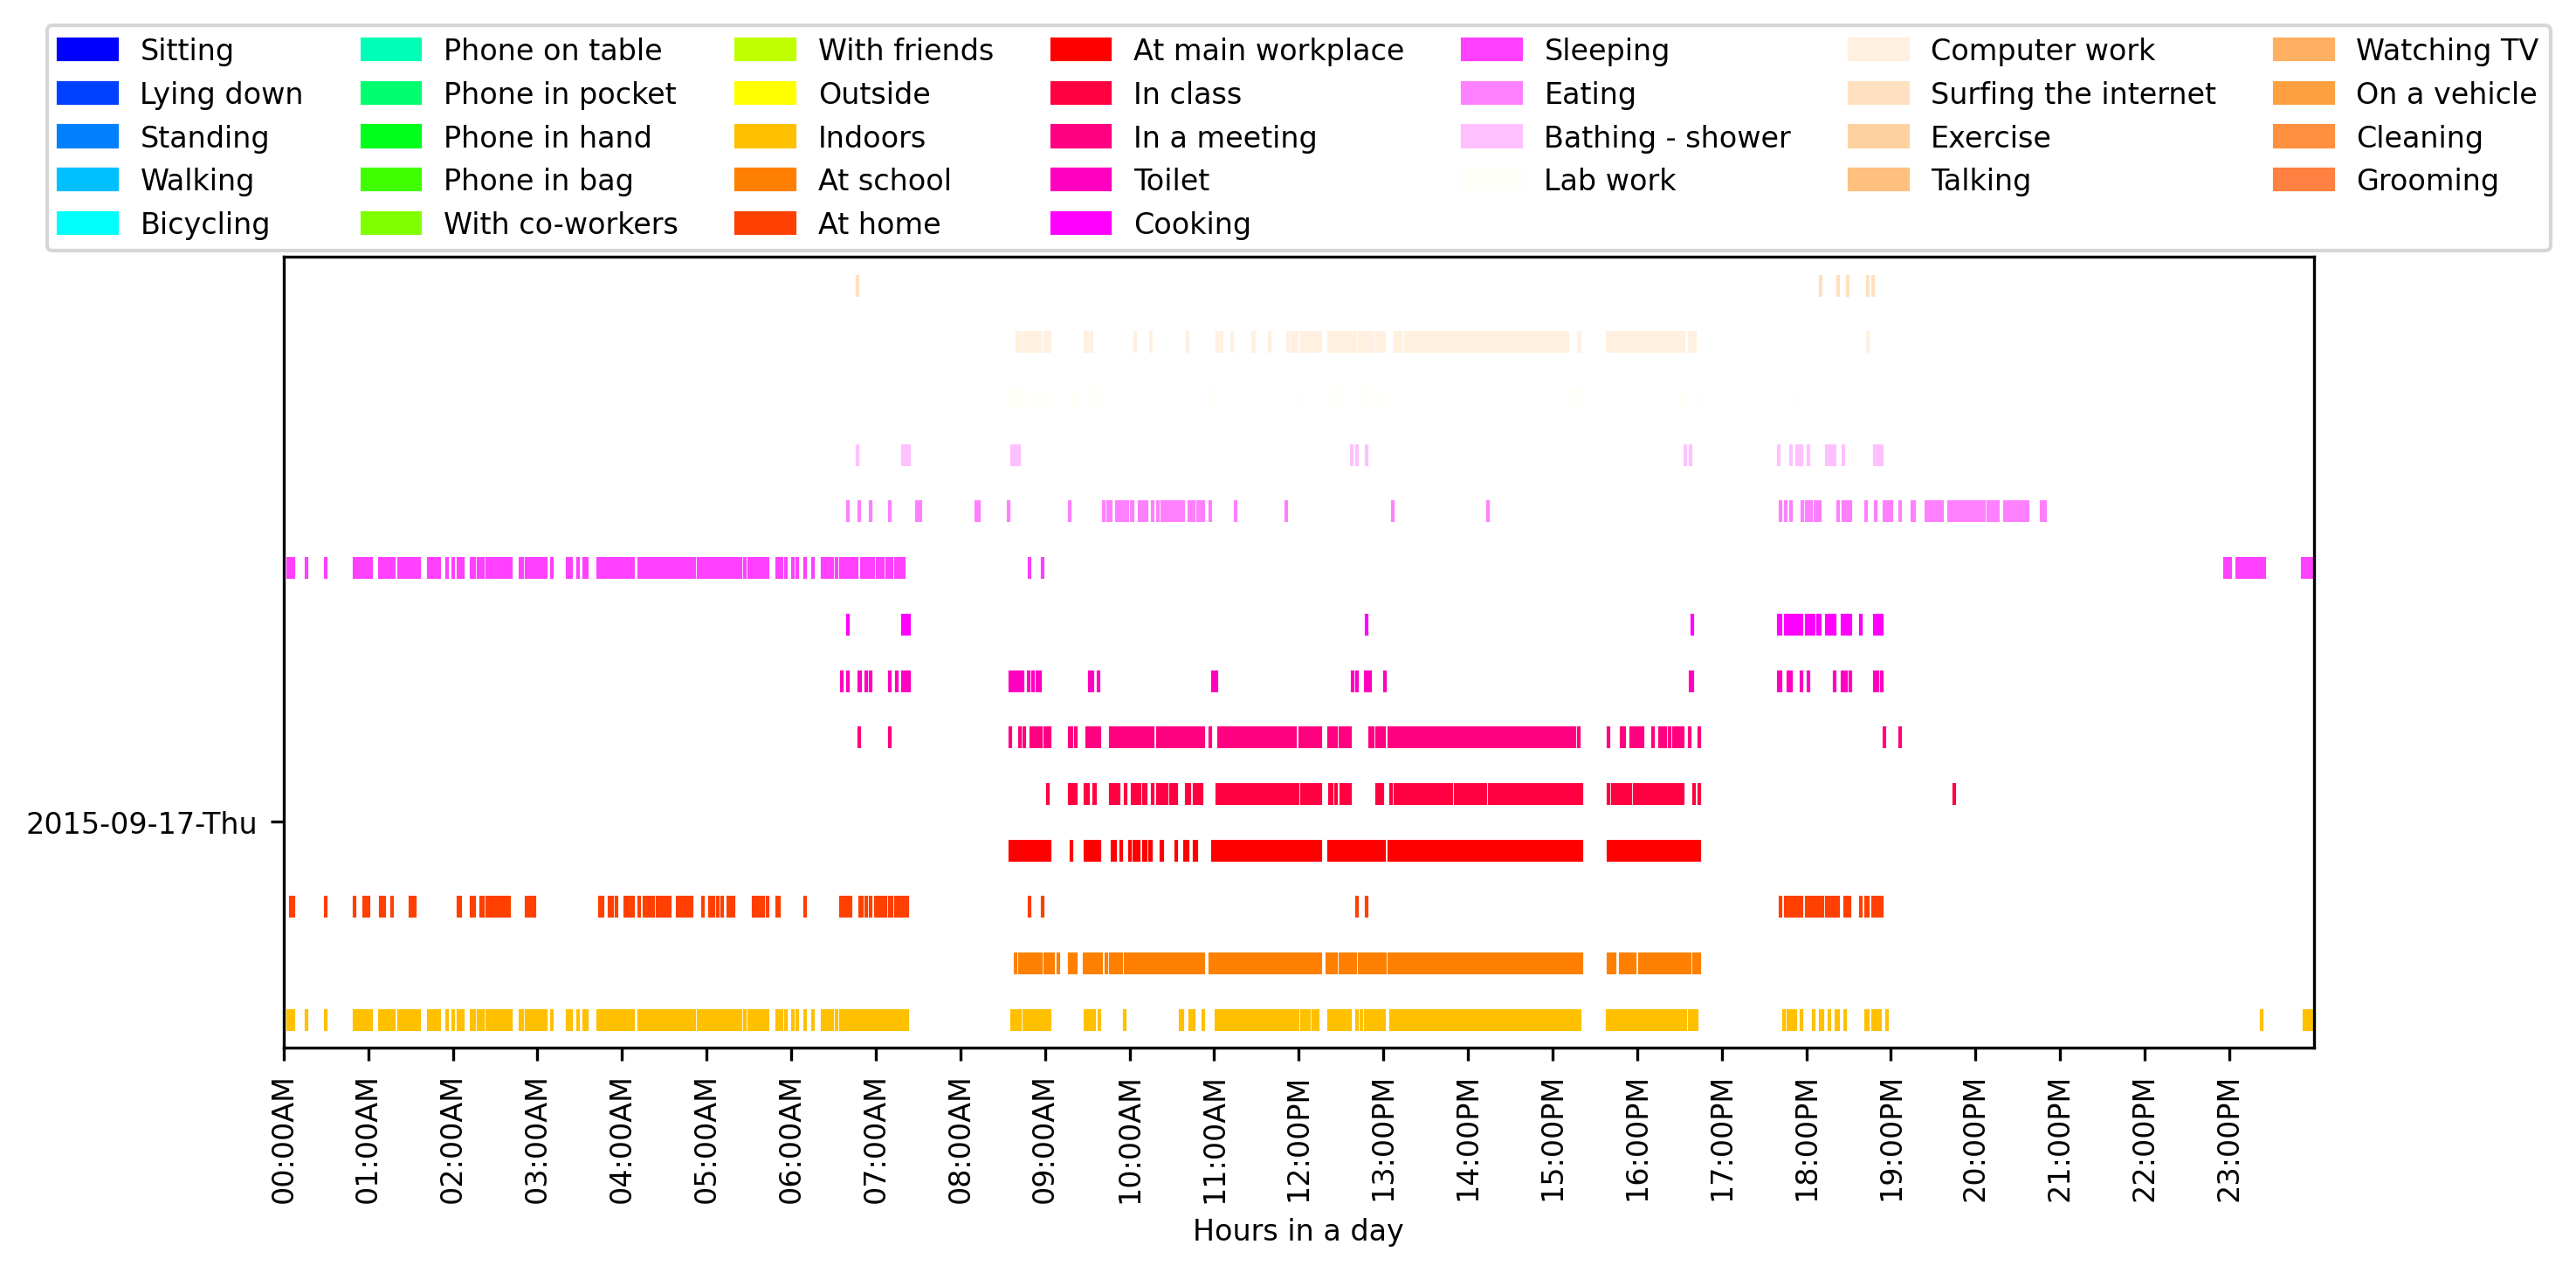 Sitting
Lying down
Standing
Walking
Bicycling
Phone on table
Phone in pocket
Phone in hand
Phone in bag
With co-workers
With friends
Outside
Indoors
At school
At home
At main workplace
In class
In a meeting
Toilet
Cooking
Sleeping
Eating
Bathing - shower
Lab work
Computer work
Surfing the internet
Exercise
Talking
Watching TV
On a vehicle
Cleaning
Grooming
2015-09-17-Thu
00:00AM
01:00AM
02:00AM
03:00AM
04:00AM
05:00AM
06:00AM
07:00AM
08:00AM
09:00AM
10:00AM
11:00AM
12:00PM
13:00PM
14:00PM
15:00PM
16:00PM
17:00PM
18:00PM
19:00PM
20:00PM
21:00PM
22:00PM
23:00PM
Hours in a day